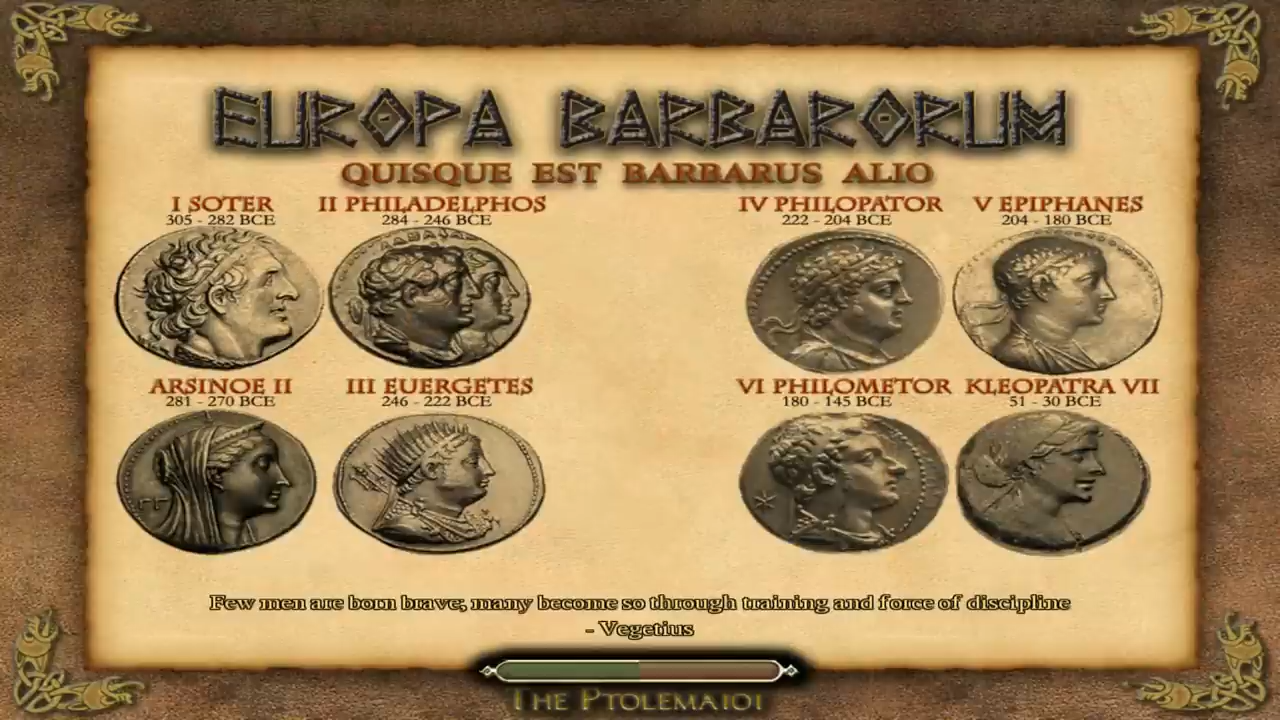 EUROPA BARBARORUM
QUISQUE EST BARBARUS ALIO
I SOTER
305 - 282 BCE
II PHILADELPHOS
284 - 246 BCE
IV PHILOPATOR
222 - 204 BCE
V EPIPHANES
204 - 180 BCE
ARSINOE II
281 - 270 BCE
III EUERGETES
246 - 222 BCE
VI PHILOMETOR
180 - 145 BCE
KLEOPATRA VII
51 - 30 BCE
Few men are born brave; many become so through training and force of discipline
- Vegetius
THE PTOLEMAIOI